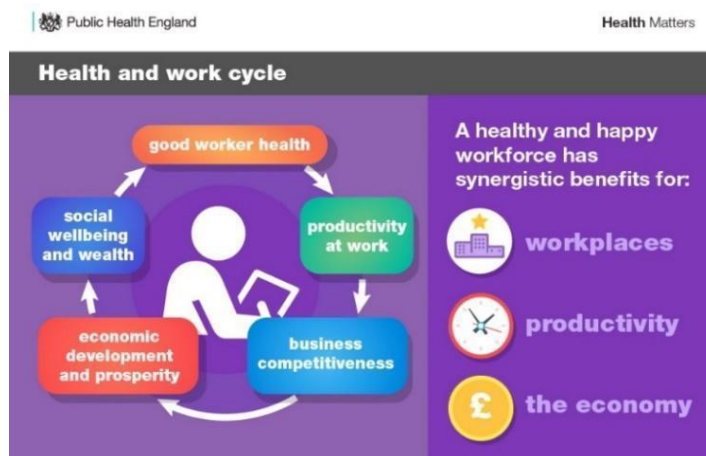 Public Health England
Health Matters
Health and work cycle
good worker health
productivity
at work
business
competitiveness
economic
development
and prosperity
social
wellbeing
and wealth
A healthy and happy
workforce has
synergistic benefits for:
workplaces
productivity
£
the economy